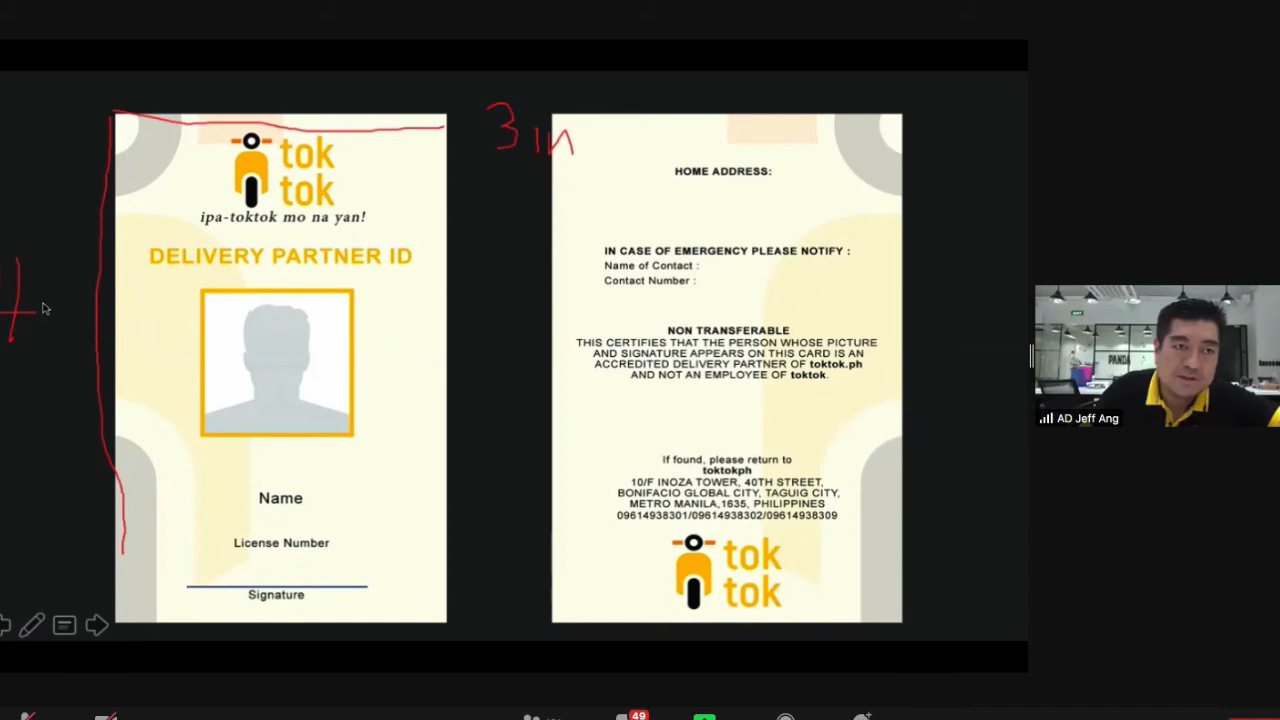 tok
tok
ipa-toktok mo na yan!
DELIVERY PARTNER ID
Name
License Number
Signature
4
3 in
HOME ADDRESS:
IN CASE OF EMERGENCY PLEASE NOTIFY :
Name of Contact :
Contact Number :
NON TRANSFERABLE
THIS CERTIFIES THAT THE PERSON WHOSE PICTURE
AND SIGNATURE APPEARS ON THIS CARD IS AN
ACCREDITED DELIVERY PARTNER OF toktok.ph
AND NOT AN EMPLOYEE OF toktok.
If found, please return to
toktokph
10/F INOZA TOWER, 40TH STREET,
BONIFACIO GLOBAL CITY, TAGUIG CITY,
METRO MANILA,1635, PHILIPPINES
09614938301/09614938302/09614938309
tok
tok
PANDA
AD Jeff Ang
49